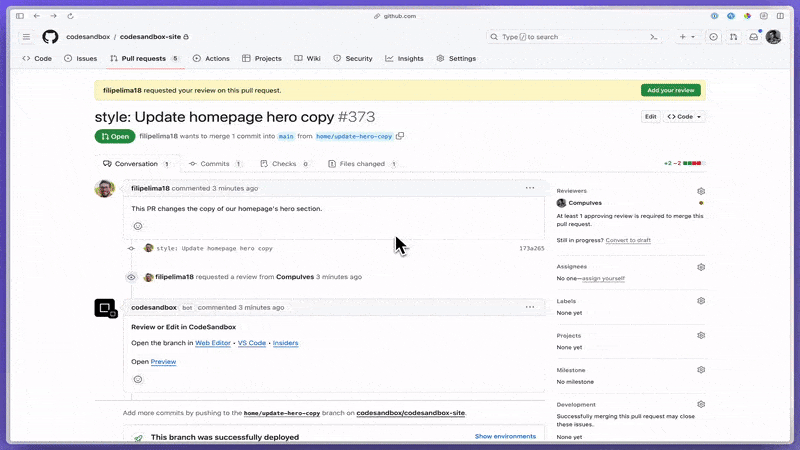 github.com
codesandbox / codesandbox-site
Type / to search
Code
Issues
Pull requests 5
Actions
Projects
Wiki
Security
Insights
Settings
filipelima18 requested your review on this pull request.
Add your review
style: Update homepage hero copy #373
Edit
<> Code
Open
filipelima18 wants to merge 1 commit into main from home/update-hero-copy
Conversation 1
Commits 1
Checks 0
Files changed 1
+2 −2
filipelima18 commented 3 minutes ago
This PR changes the copy of our homepage's hero section.
style: Update homepage hero copy
173a265
filipelima18 requested a review from Compulves 3 minutes ago
codesandbox bot commented 3 minutes ago
Review or Edit in CodeSandbox
Open the branch in Web Editor • VS Code • Insiders
Open Preview
Add more commits by pushing to the home/update-hero-copy branch on codesandbox/codesandbox-site.
This branch was successfully deployed
Show environments
Reviewers
Compulves
At least 1 approving review is required to merge this
pull request.
Still in progress? Convert to draft
Assignees
No one—assign yourself
Labels
None yet
Projects
None yet
Milestone
No milestone
Development
Successfully merging this pull request may close
these issues.
None yet